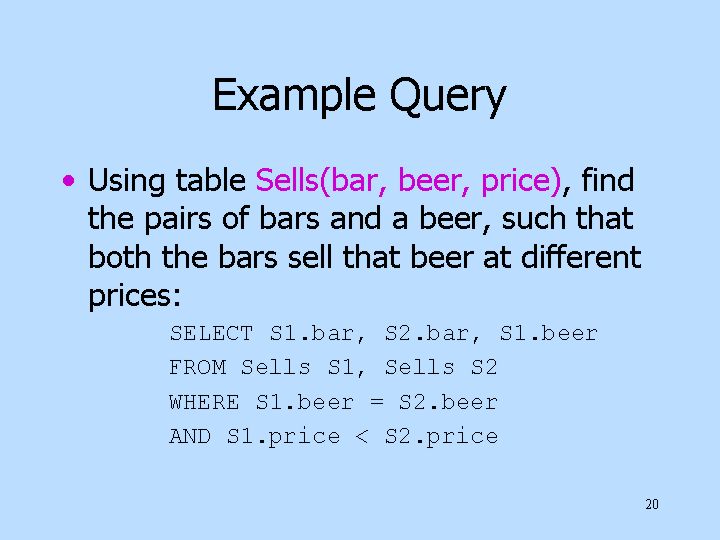 Example Query
• Using table Sells(bar, beer, price), find
the pairs of bars and a beer, such that
both the bars sell that beer at different
prices:
SELECT S1. bar, S2. bar, S1. beer
FROM Sells S1, Sells S2
WHERE S1. beer = S2. beer
AND S1. price < S2. price
20